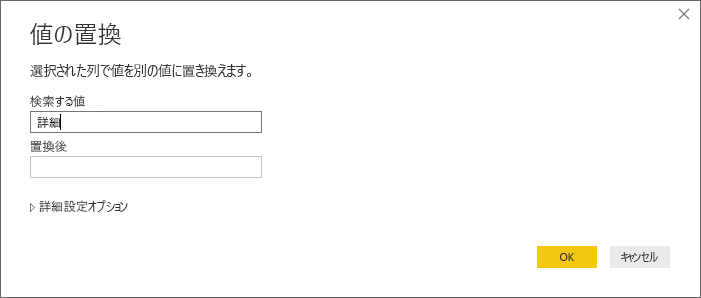 値の置換
選択された列で値を別の値に置き換えます。
検索する値
詳細
置換後
詳細設定オプション
OK
キャンセル